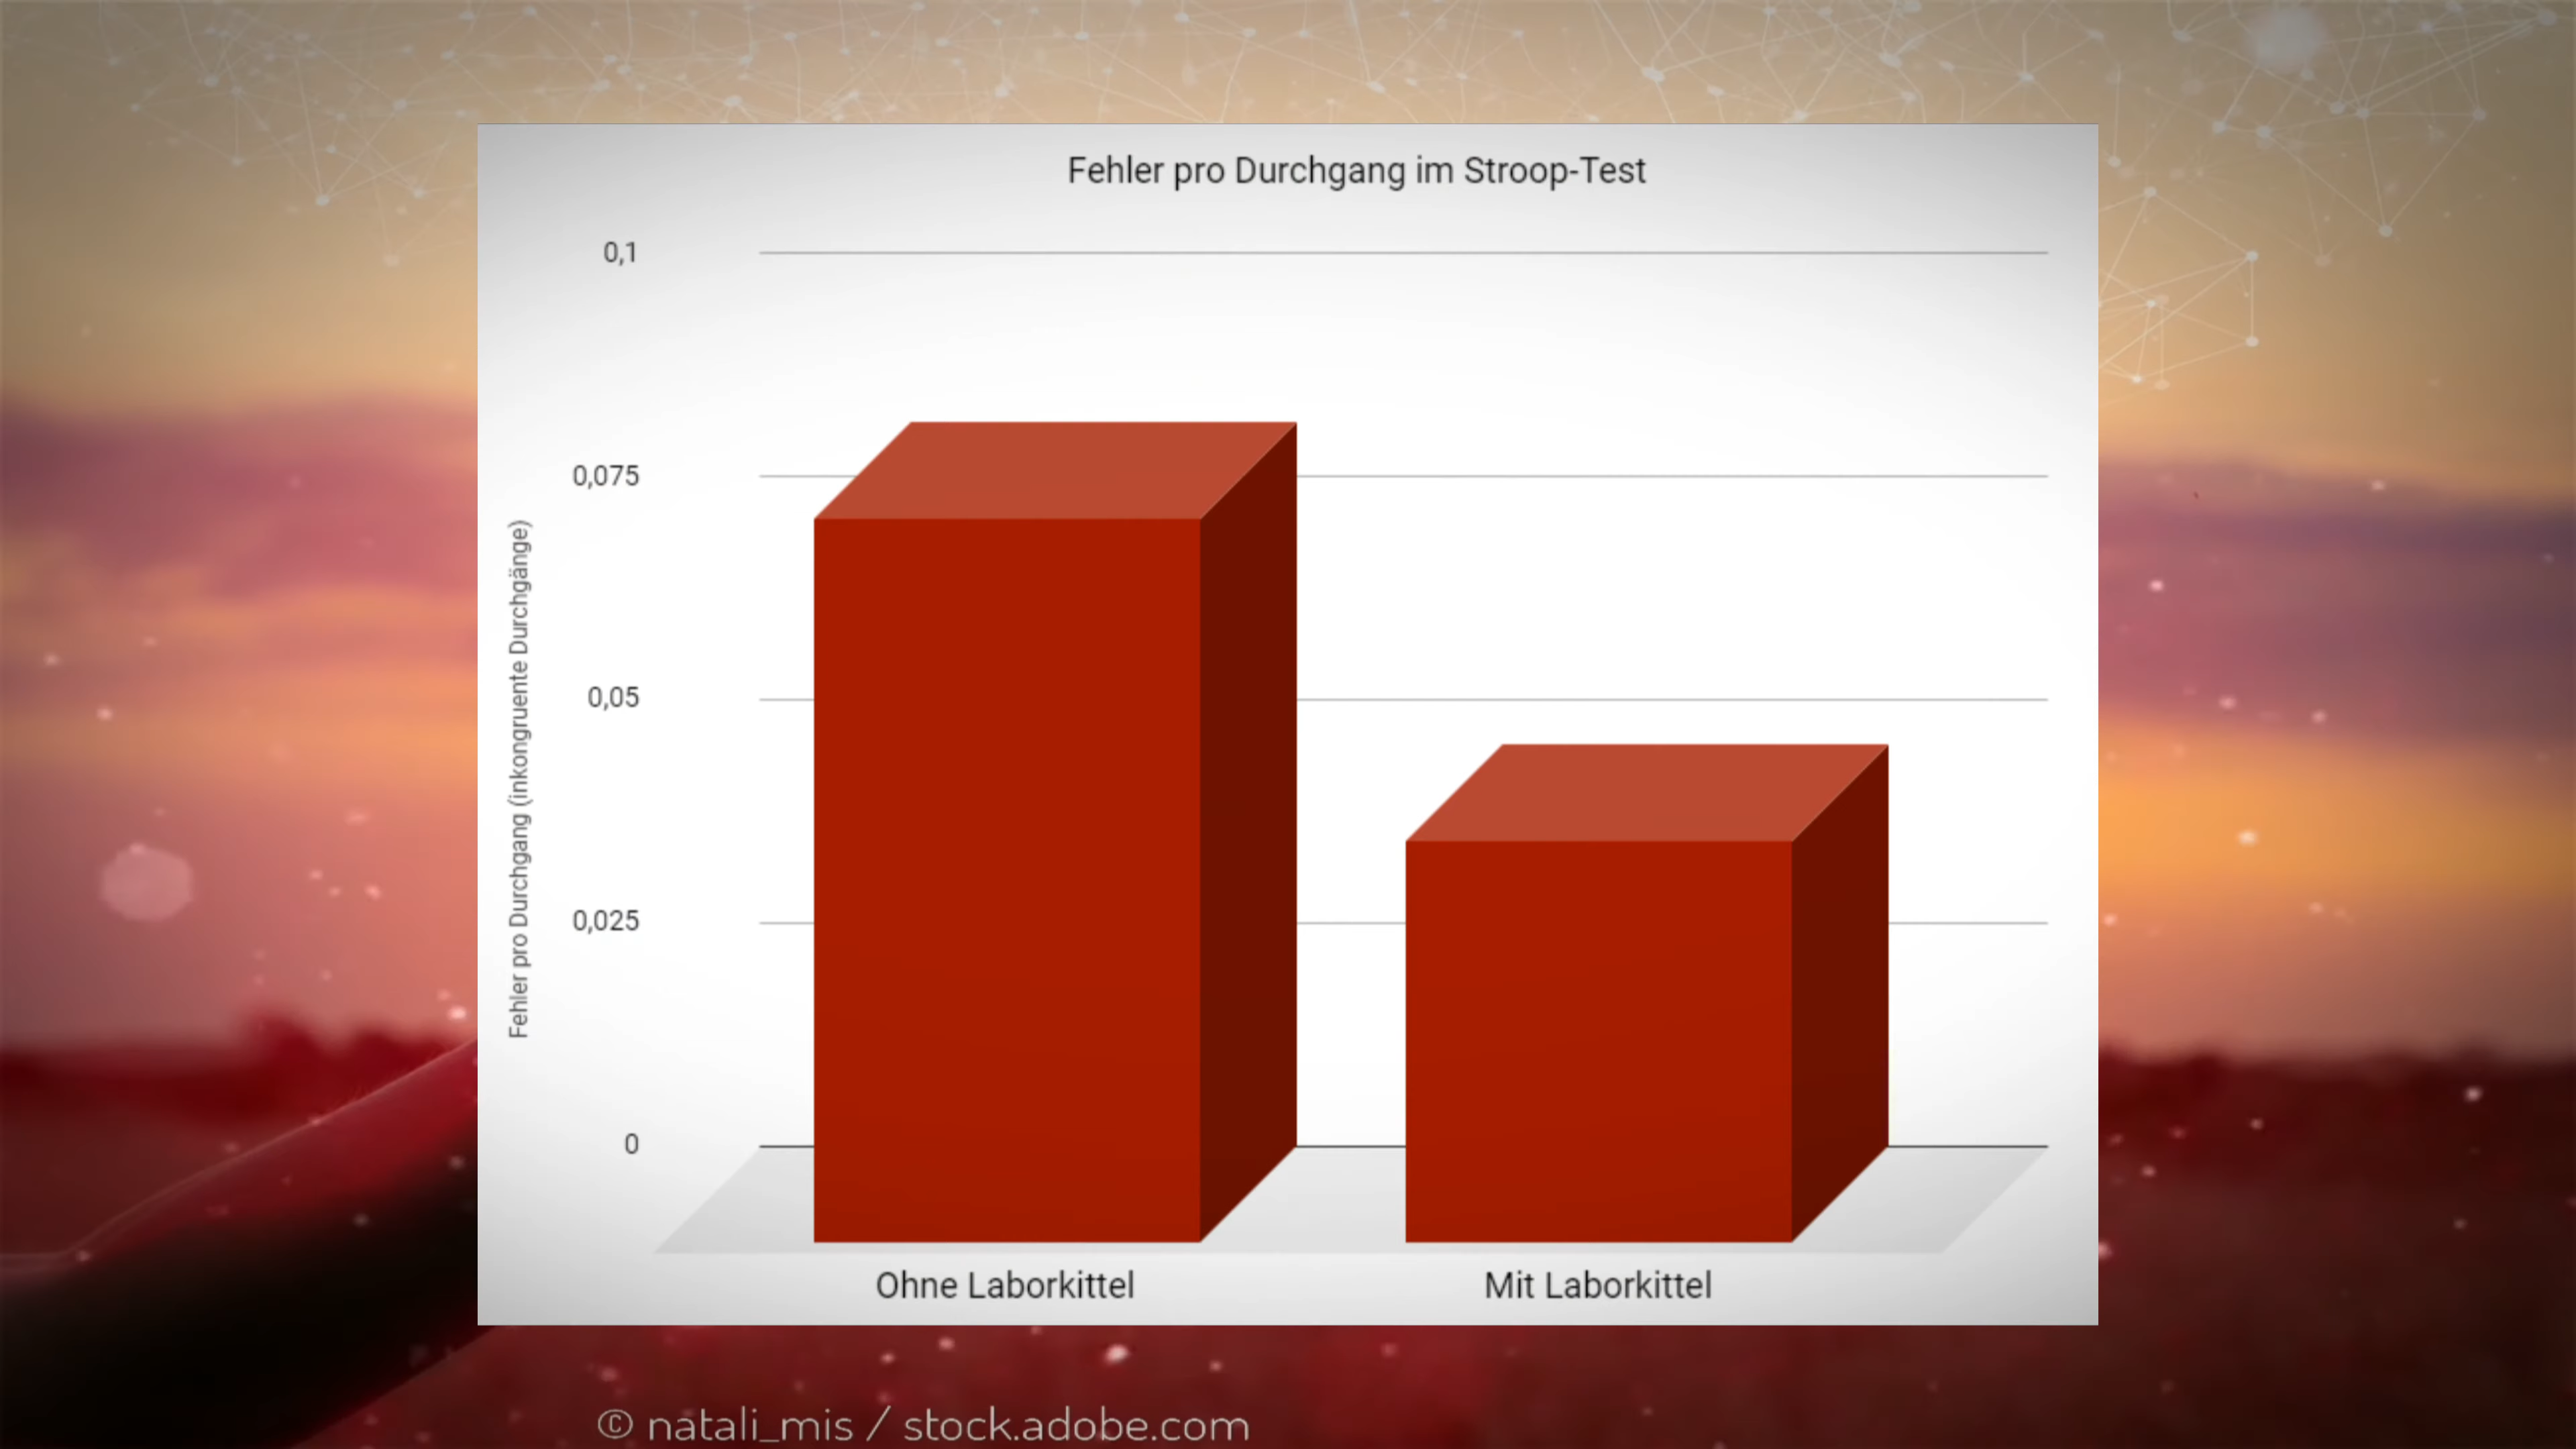 Fehler pro Durchgang im Stroop-Test
0,1
0,075
0,05
0,025
0
Fehler pro Durchgang (inkongruente Durchgänge)
Ohne Laborkittel
Mit Laborkittel
© natali_mis / stock.adobe.com